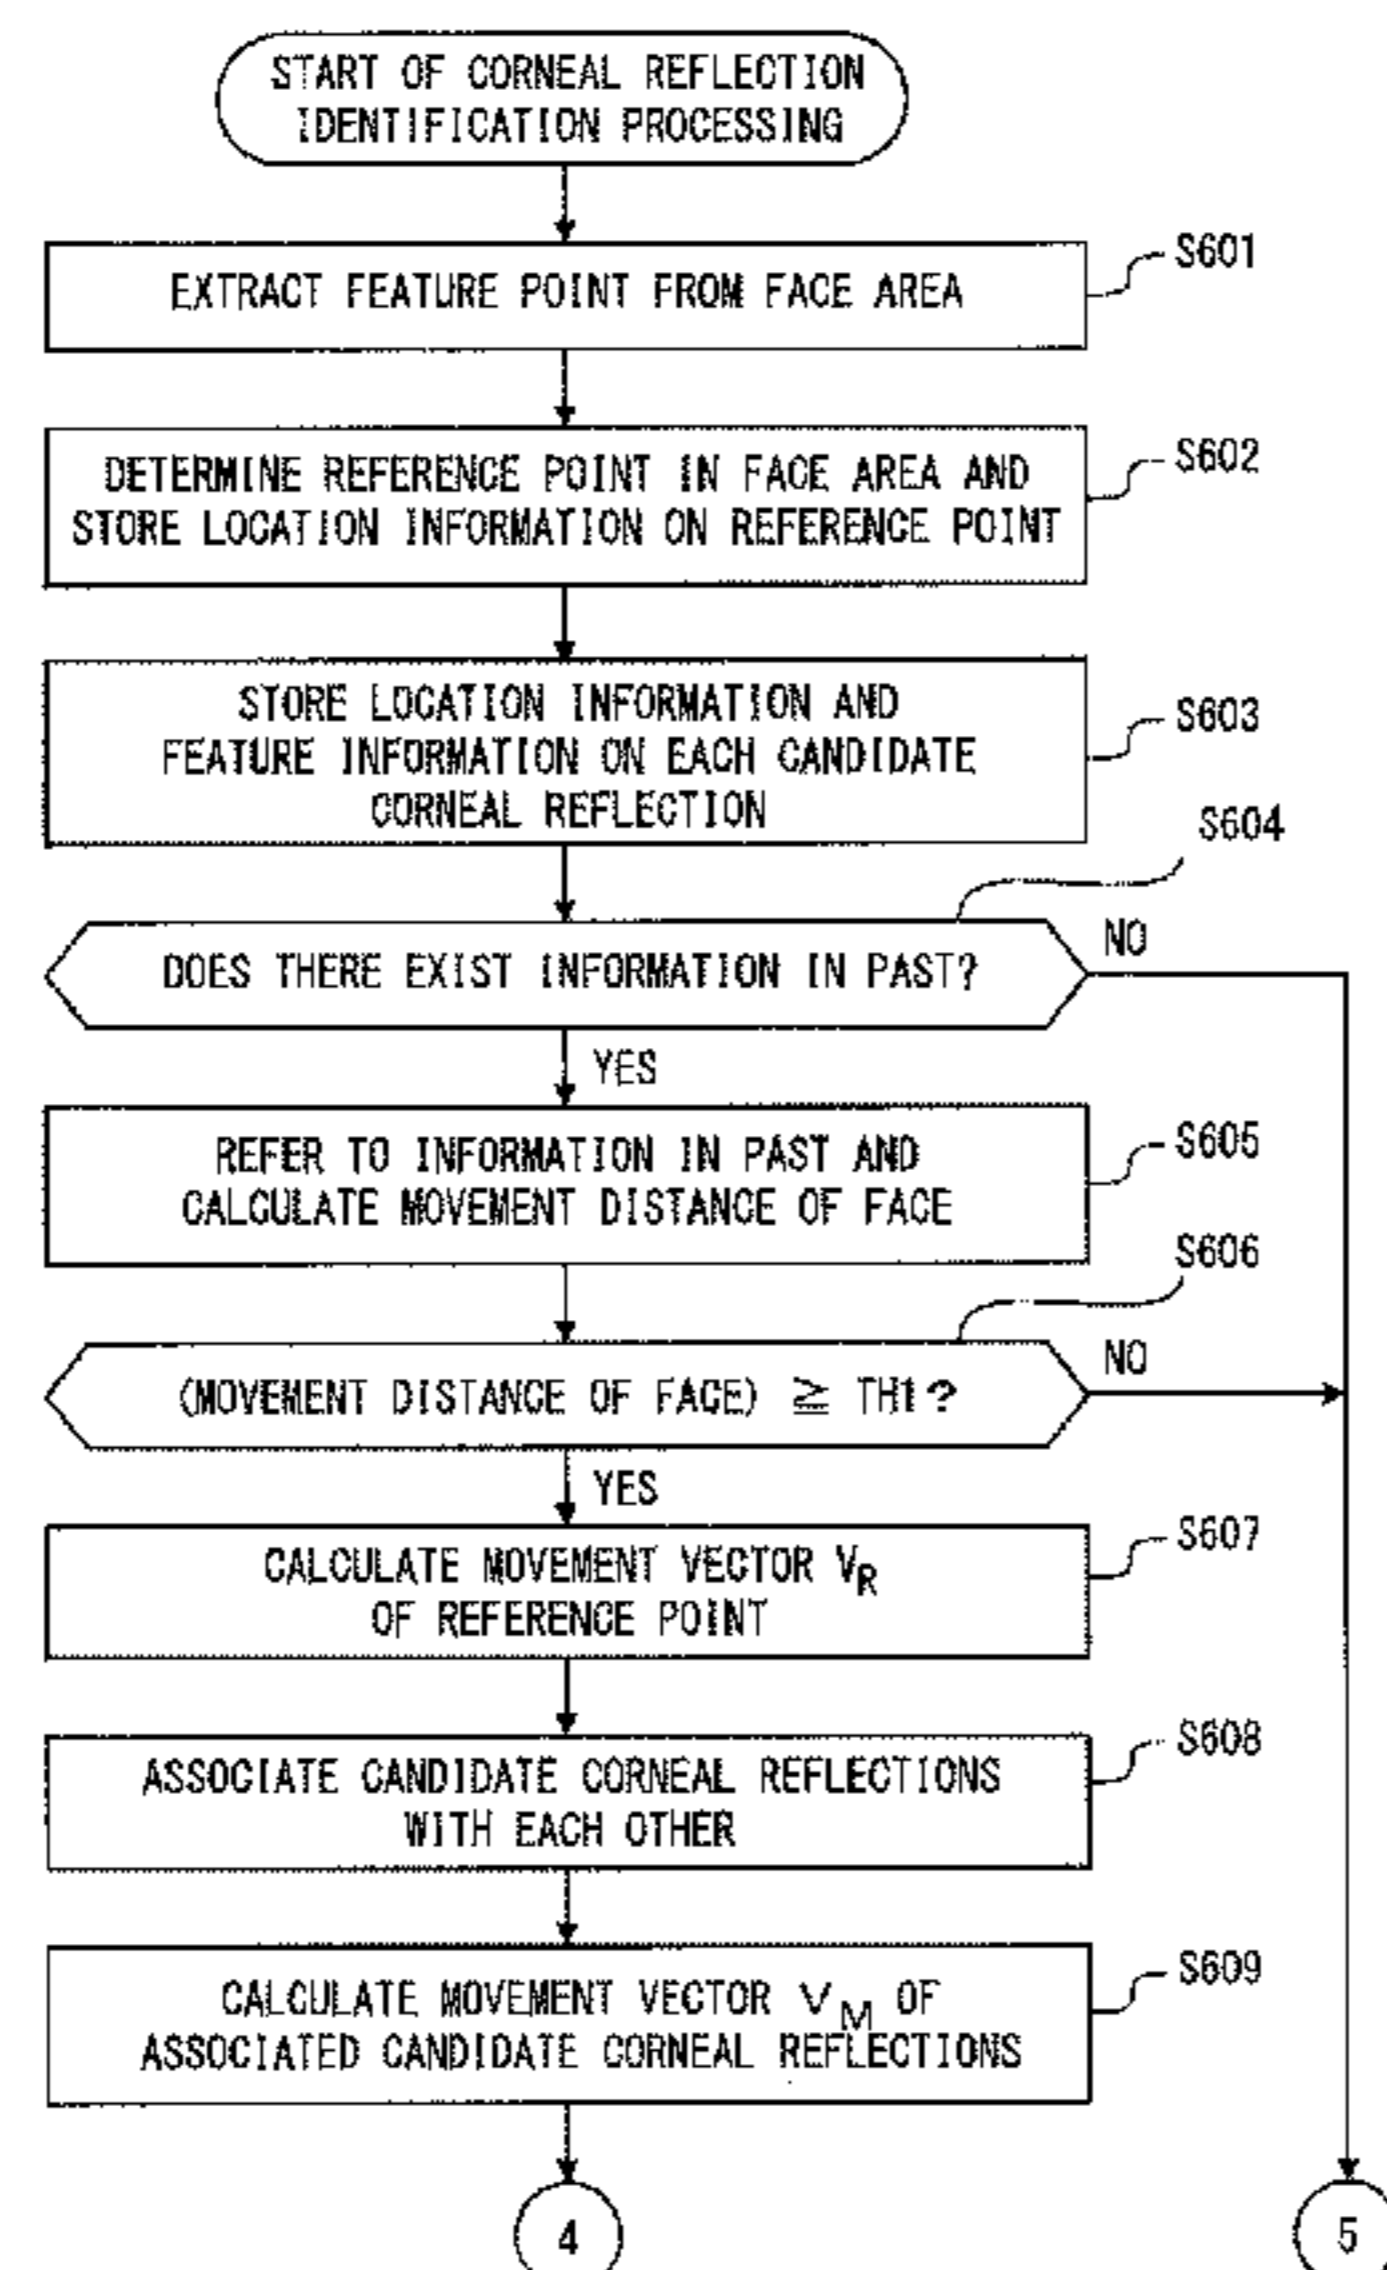 START OF CORNEAL REFLECTION
IDENTIFICATION PROCESSING
EXTRACT FEATURE POINT FROM FACE AREA
S601
DETERMINE REFERENCE POINT IN FACE AREA AND
STORE LOCATION INFORMATION ON REFERENCE POINT
S602
STORE LOCATION INFORMATION AND
FEATURE INFORMATION ON EACH CANDIDATE
CORNEAL REFLECTION
S603
S604
DOES THERE EXIST INFORMATION IN PAST?
NO
YES
REFER TO INFORMATION IN PAST AND
CALCULATE MOVEMENT DISTANCE OF FACE
S605
S606
(MOVEMENT DISTANCE OF FACE) ≧ TH1?
NO
YES
CALCULATE MOVEMENT VECTOR VR
OF REFERENCE POINT
S607
ASSOCIATE CANDIDATE CORNEAL REFLECTIONS
WITH EACH OTHER
S608
CALCULATE MOVEMENT VECTOR VM OF
ASSOCIATED CANDIDATE CORNEAL REFLECTIONS
S609
4
5